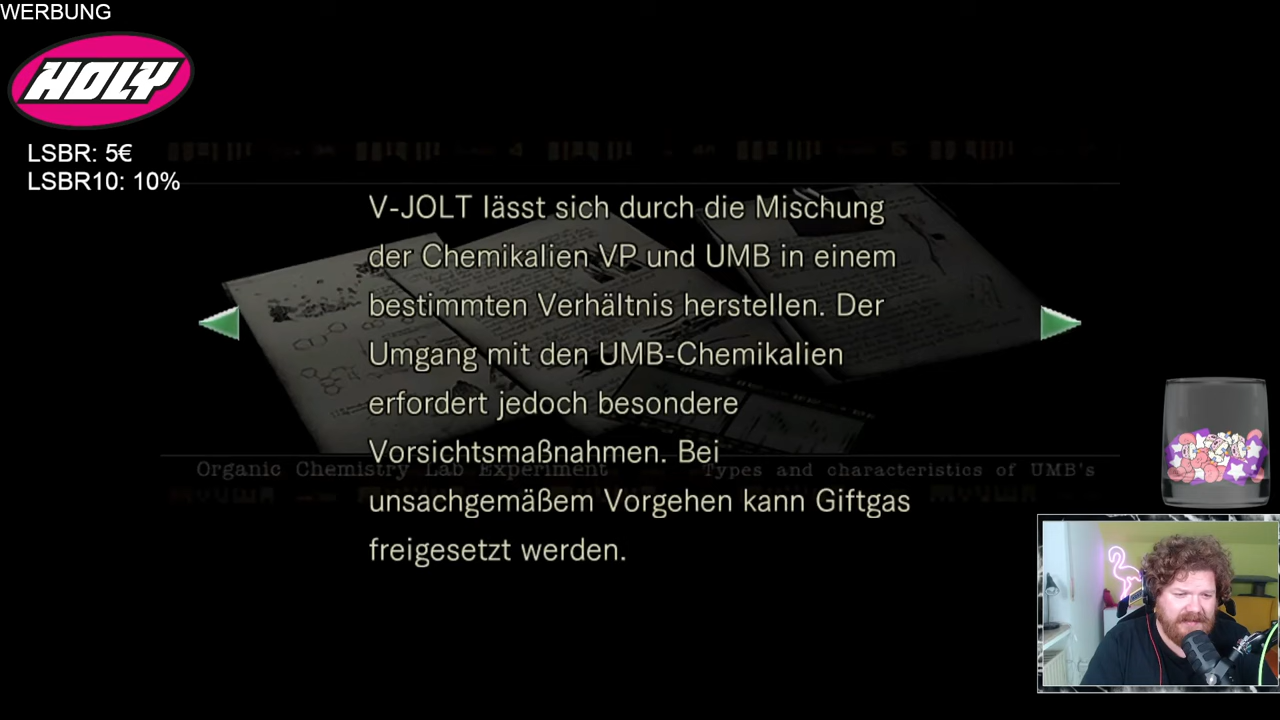 WERBUNG
HOLY
LSBR: 5€
LSBR10: 10%
V-JOLT lässt sich durch die Mischung
der Chemikalien VP und UMB in einem
bestimmten Verhältnis herstellen. Der
Umgang mit den UMB-Chemikalien
erfordert jedoch besondere
Vorsichtsmaßnahmen. Bei
Organic Chemistry Lab Experiment Types and characteristics of UMB's
unsachgemäßem Vorgehen kann Giftgas
freigesetzt werden.